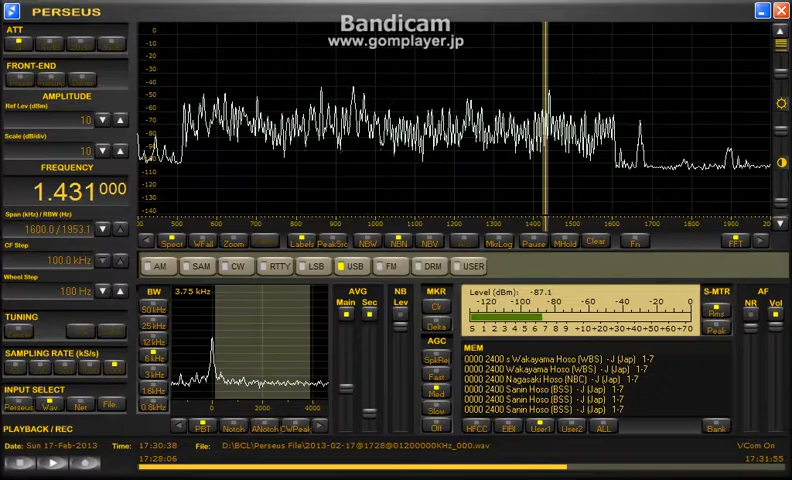 PERSEUS
Bandicam
www.gomplayer.jp
ATT
FRONT-END
AMPLITUDE
Ref Lev (dBm)
10
Scale (dB/div)
10
FREQUENCY
1.431000
Span (kHz) / RBW (Hz)
1600.0 / 1953.1
CF Step
100.0 kHz
Wheel Step
100 Hz
TUNING
SAMPLING RATE (kS/s)
INPUT SELECT
Perseus Wav Net File..
PLAYBACK / REC
0
-10
-20
-30
-40
-50
-60
-70
-80
-90
-110
-120
-130
-140
500 600 700 800 900 1000 1100 1200 1300 1400 1500 1600 1700 1800 1900
Spect WFall Zoom Labels PeakSrc NBW NBN NBV MksLog Pause MHold Clear Fn FFT
AM SAM CW RTTY LSB USB FM DRM USER
BW
50kHz
25kHz
12kHz
6 kHz
3 kHz
1.6kHz
0.8kHz
3.75 kHz
0 2000 4000
PBT Notch ANotch CWPeak
AVG
Main Sec
NB
Lev
MKR
Clr
Delta
AGC
Fast
Med
Slow
Off
Level (dBm): -87.1
-120 -100 -80 -60 -40 -20 0
S 1 2 3 4 5 6 7 8 9 +10 +20 +30 +40 +50 +60 +70
S-MTR
Rms
Peak
AF
NR Vol
MEM
0000 2400 s Wakayama Hoso (WBS) - J (Jap) 1-7
0000 2400 Wakayama Hoso (WBS) - J (Jap) 1-7
0000 2400 Nagasaki Hoso (NBC) - J (Jap) 1-7
0000 2400 Sanin Hoso (BSS) - J (Jap) 1-7
0000 2400 Sanin Hoso (BSS) - J (Jap) 1-7
0000 2400 Sanin Hoso (BSS) - J (Jap) 1-7
HFCC EIBI User1 User2 ALL Bank
Date: Sun 17-Feb-2013 Time: 17:30:38 File: D:\BCL\Perseus File\2013-02-17@1728@01200000KHz_000.wav VCom On
17:28:06 17:31:55